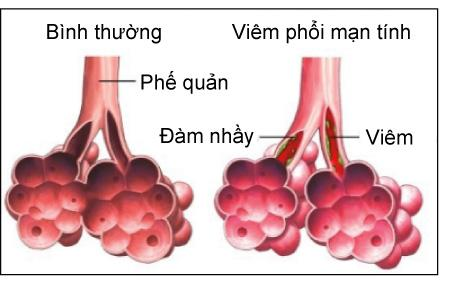 Bình thường
Viêm phổi mạn tính
Phế quản
Đàm nhầy
Viêm